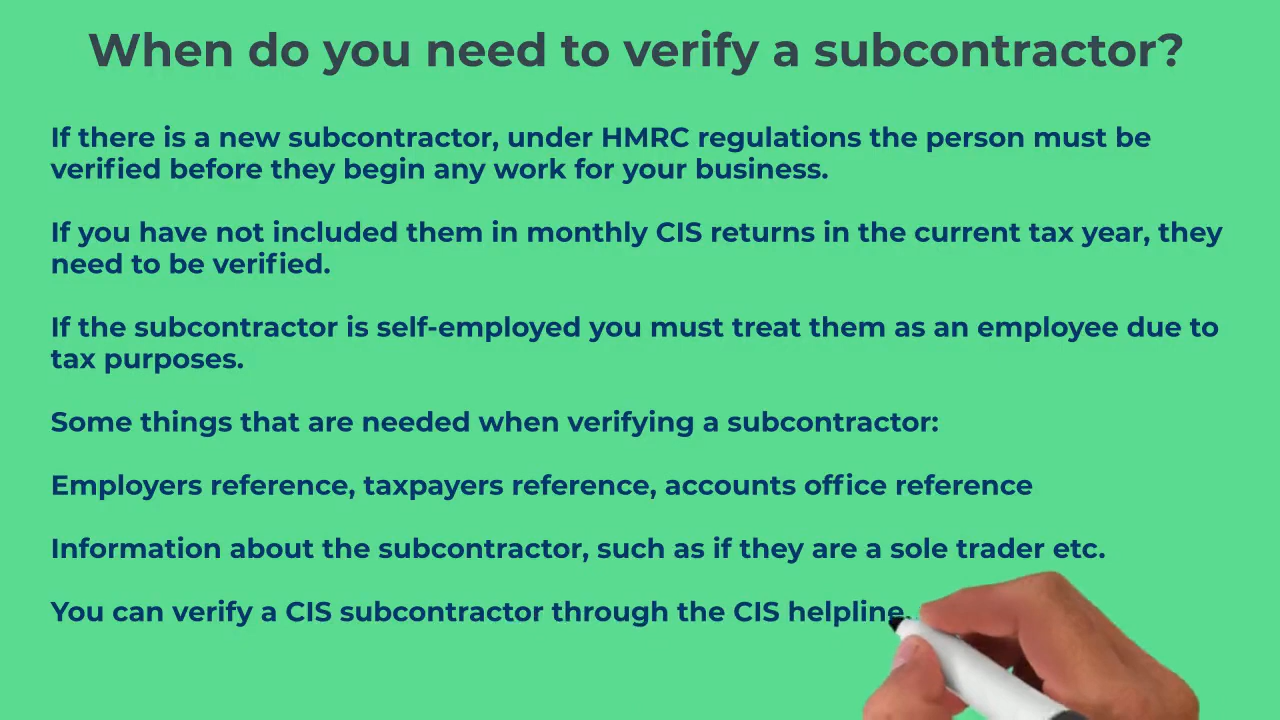 When do you need to verify a subcontractor?
If there is a new subcontractor, under HMRC regulations the person must be
verified before they begin any work for your business.
If you have not included them in monthly CIS returns in the current tax year, they
need to be verified.
If the subcontractor is self-employed you must treat them as an employee due to
tax purposes.
Some things that are needed when verifying a subcontractor:
Employers reference, taxpayers reference, accounts office reference
Information about the subcontractor, such as if they are a sole trader etc.
You can verify a CIS subcontractor through the CIS helpline.